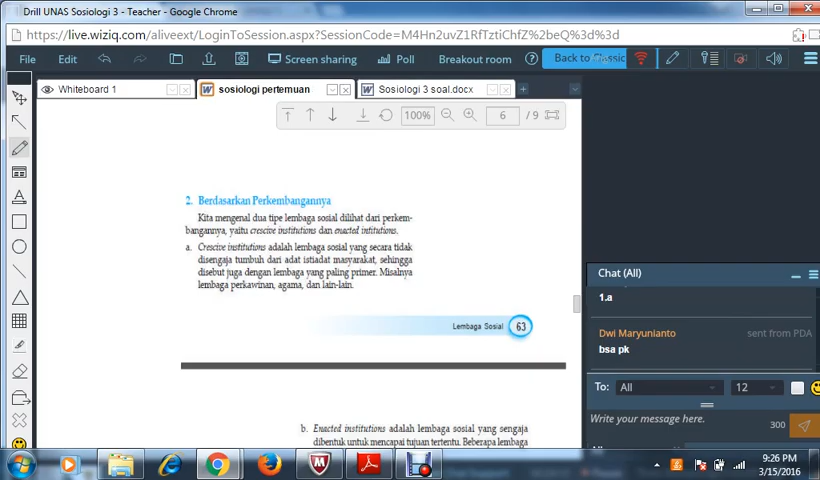 Drill UNAS Sosiologi 3 - Teacher - Google Chrome
https://live.wiziq.com/aliveext/LoginToSession.aspx?SessionCode=M4Hn2uvZ1RfTztiChfZ%2beQ%3d%3d
File Edit Screen sharing Poll Breakout room ? Back to Classic
Whiteboard 1 sosiologi pertemuan Sosiologi 3 soal.docx +
100% 6 / 9
2. Berdasarkan Perkembangannya
Kita mengenal dua tipe lembaga sosial dilihat dari perkem-
bangannya, yaitu crescive institutions dan enacted intitutions.
a. Crescive institutions adalah lembaga sosial yang secara tidak
disengaja tumbuh dari adat istiadat masyarakat, sehingga
disebut juga dengan lembaga yang paling primer. Misalnya
lembaga perkawinan, agama, dan lain-lain.
Lembaga Sosial 63
b. Enacted institutions adalah lembaga sosial yang sengaja
dibentuk untuk mencapai tujuan tertentu. Beberapa lembaga
Chat (All)
1.a
Dwi Maryunianto sent from PDA
bsa pk
To: All 12
Write your message here.
300
9:26 PM
3/15/2016